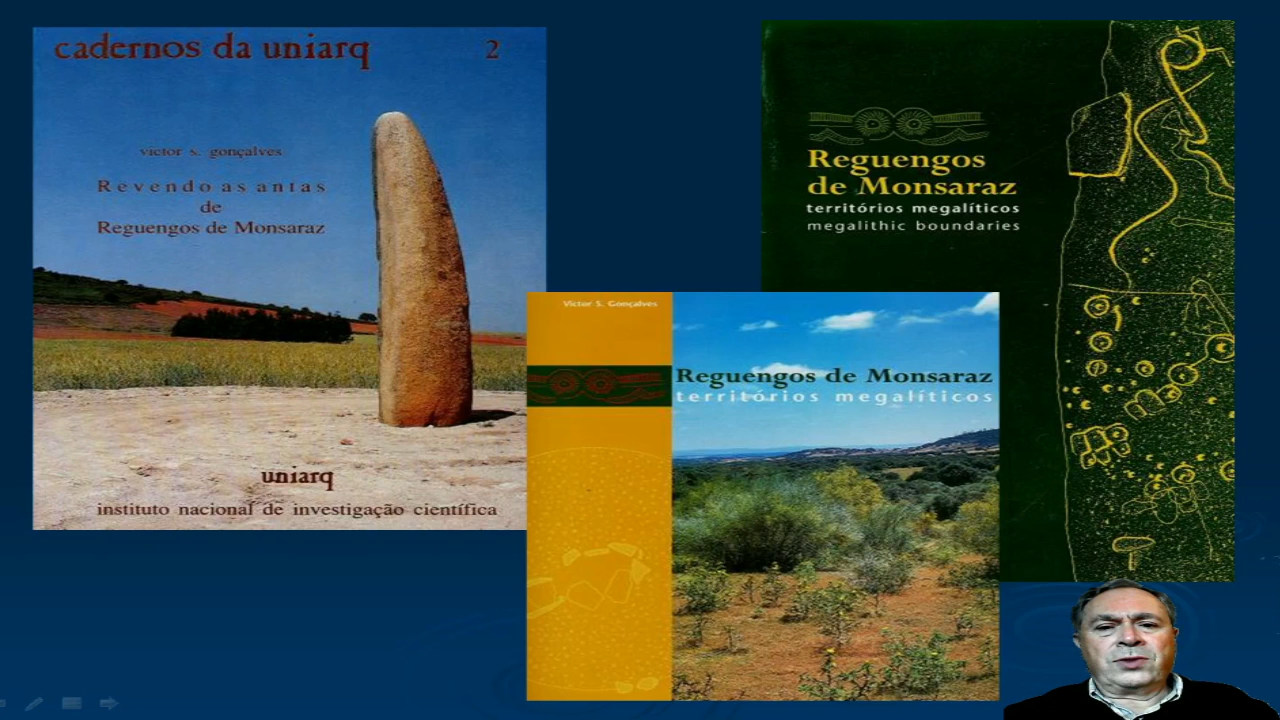 cadernos da uniarq 2
victor s. gonçalves
Revendo as antas
de
Reguengos de Monsaraz
uniarq
instituto nacional de investigação científica
Reguengos
de Monsaraz
territórios megalíticos
megalithic boundaries
Victor S. Gonçalves
Reguengos de Monsaraz
territórios megalíticos